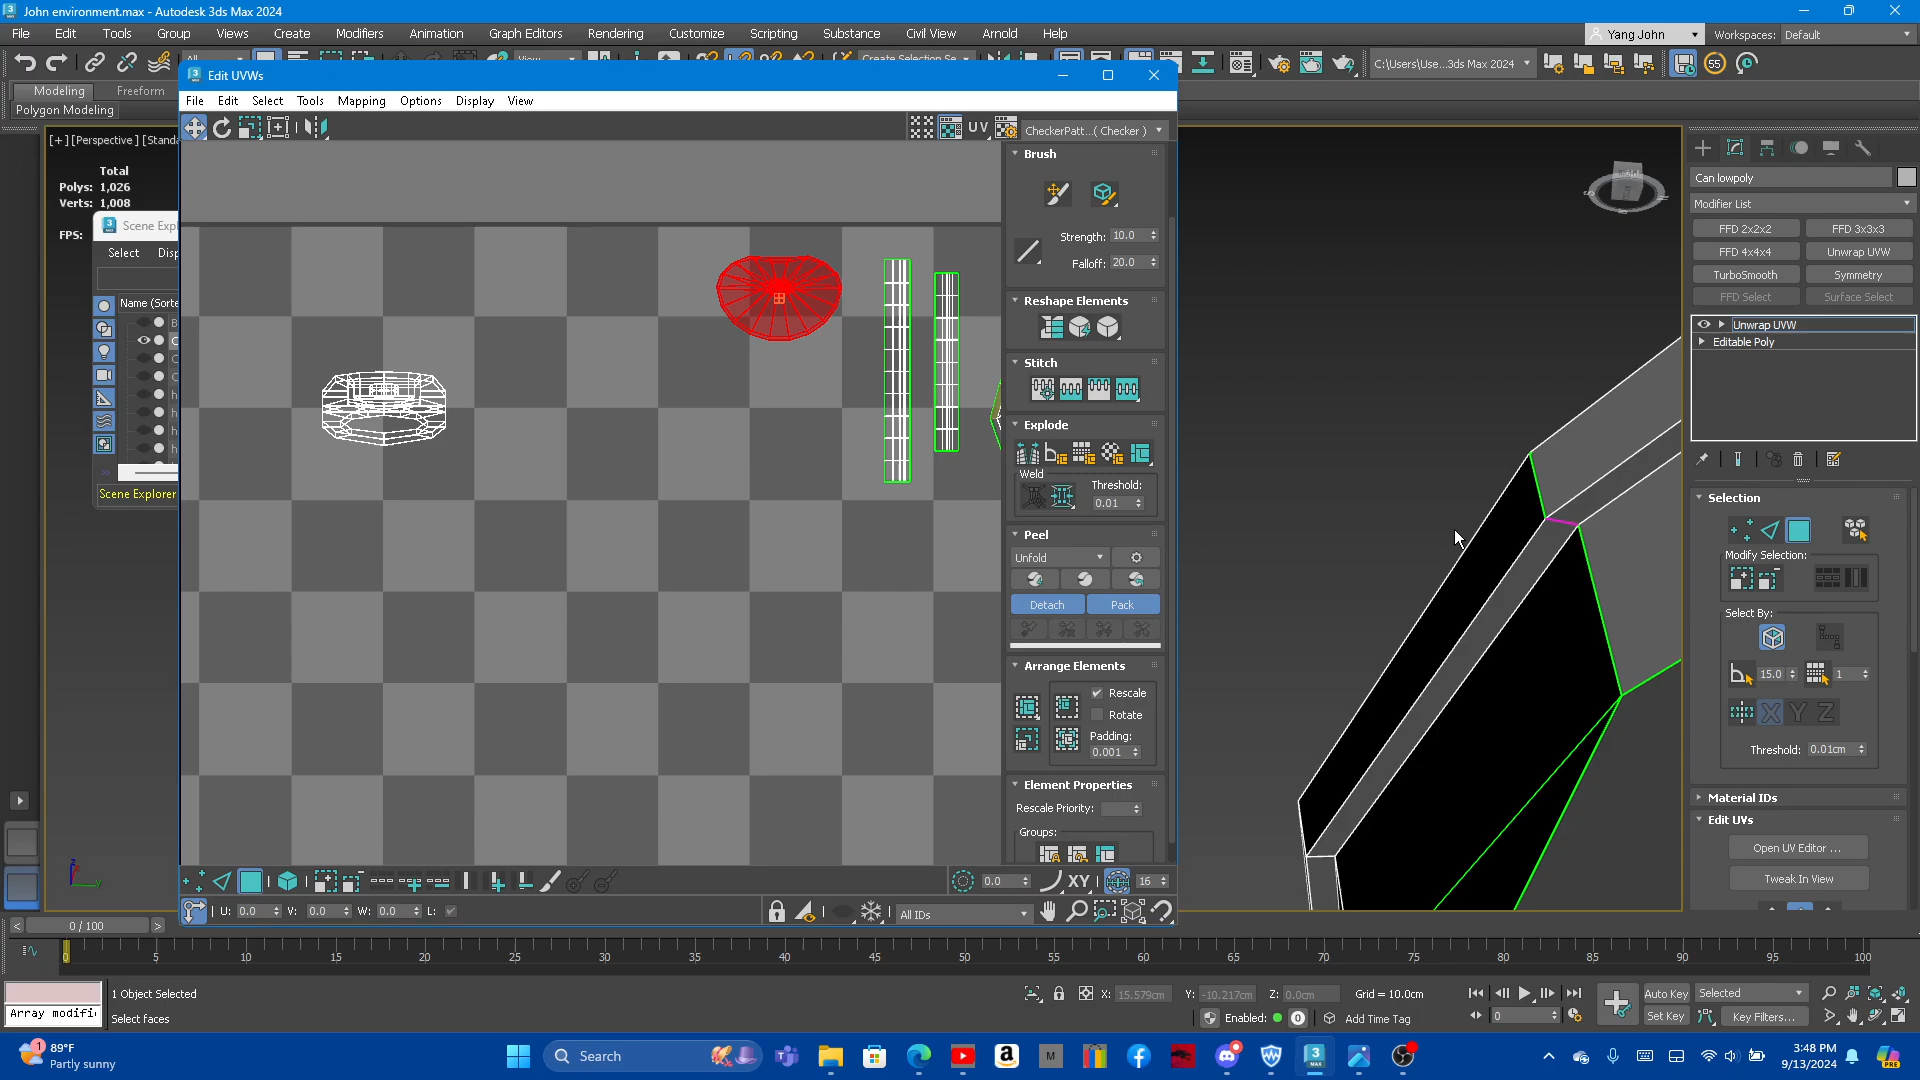 John environment.max - Autodesk 3ds Max 2024
File Edit Tools Group Views Create Modifiers Animation Graph Editors Rendering Customize Scripting Substance Civil View Arnold Help
Yang John
Workspaces: Default
C:\Users\Use...3ds Max 2024
55
Modeling Freeform
Polygon Modeling
[+] [Perspective] [Standa
Total
Polys: 1,026
Verts: 1,008
FPS:
Scene Expl
Select Disp
Name (Sorte
Scene Explorer
Edit UVWs
File Edit Select Tools Mapping Options Display View
UV
CheckerPatt...( Checker )
Brush
Strength: 10.0
Falloff: 20.0
Reshape Elements
Stitch
Explode
Weld
Threshold:
0.01
Peel
Unfold
Detach Pack
Arrange Elements
Rescale
Rotate
Padding:
0.001
Element Properties
Rescale Priority:
Groups:
0.0 XY 16
U: 0.0 V: 0.0 W: 0.0 L:
All IDs
Can lowpoly
Modifier List
FFD 2x2x2 FFD 3x3x3
FFD 4x4x4 Unwrap UVW
TurboSmooth Symmetry
FFD Select Surface Select
Unwrap UVW
Editable Poly
Selection
Modify Selection:
Select By:
15.0 1
X Y Z
Threshold: 0.01cm
Material IDs
Edit UVs
Open UV Editor ...
Tweak In View
0 / 100
0 5 10 15 20 25 30 35 40 45 50 55 60 65 70 75 80 85 90 95 100
1 Object Selected
Select faces
Array modifi
X: 15.579cm Y: -10.217cm Z: 0.0cm Grid = 10.0cm
Enabled: 0 Add Time Tag
0
Auto Key Selected
Set Key Key Filters...
1
89°F
Partly sunny
Search
3:48 PM
9/13/2024